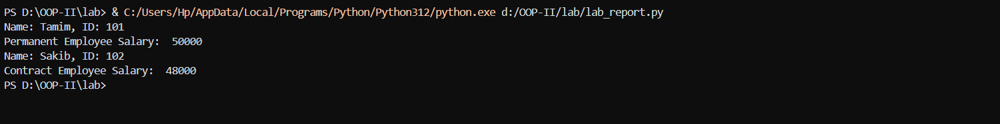 PS D:\OOP-II\lab> & C:/Users/Hp/AppData/Local/Programs/Python/Python312/python.exe d:/OOP-II/lab/lab_report.py
Name: Tamim, ID: 101
Permanent Employee Salary:  50000
Name: Sakib, ID: 102
Contract Employee Salary:  48000
PS D:\OOP-II\lab>